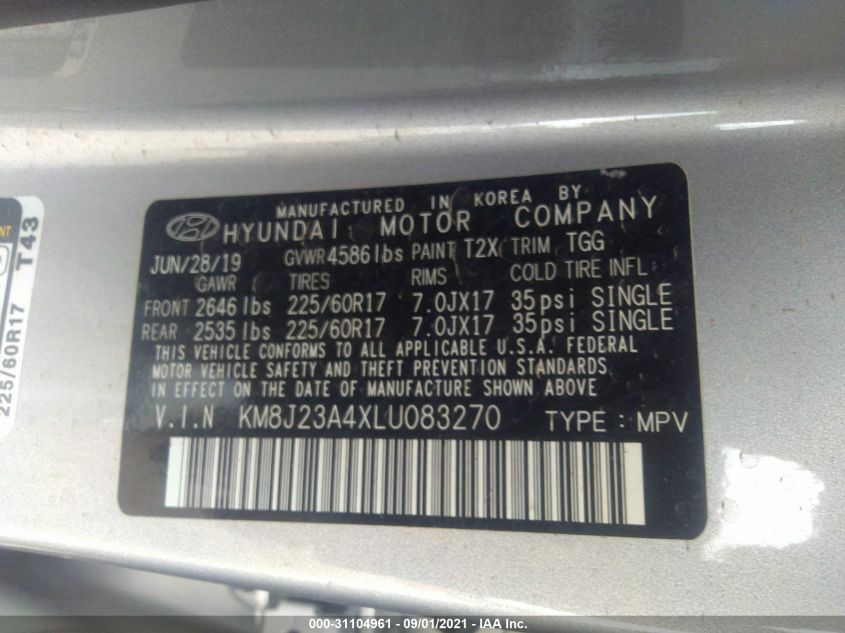 MANUFACTURED IN KOREA BY
HYUNDAI MOTOR COMPANY
JUN/28/19 GVWR 4586 lbs PAINT T2X TRIM TGG
GAWR TIRES RIMS COLD TIRE INFL
FRONT 2646 lbs 225/60R17 7.0JX17 35psi SINGLE
REAR 2535 lbs 225/60R17 7.0JX17 35psi SINGLE
THIS VEHICLE CONFORMS TO ALL APPLICABLE U.S.A. FEDERAL
MOTOR VEHICLE SAFETY AND THEFT PREVENTION STANDARDS
IN EFFECT ON THE DATE OF MANUFACTURE SHOWN ABOVE
V.I.N KM8J23A4XLU083270 TYPE : MPV
225/60R17 T43
000-31104961 - 09/01/2021 - IAA Inc.